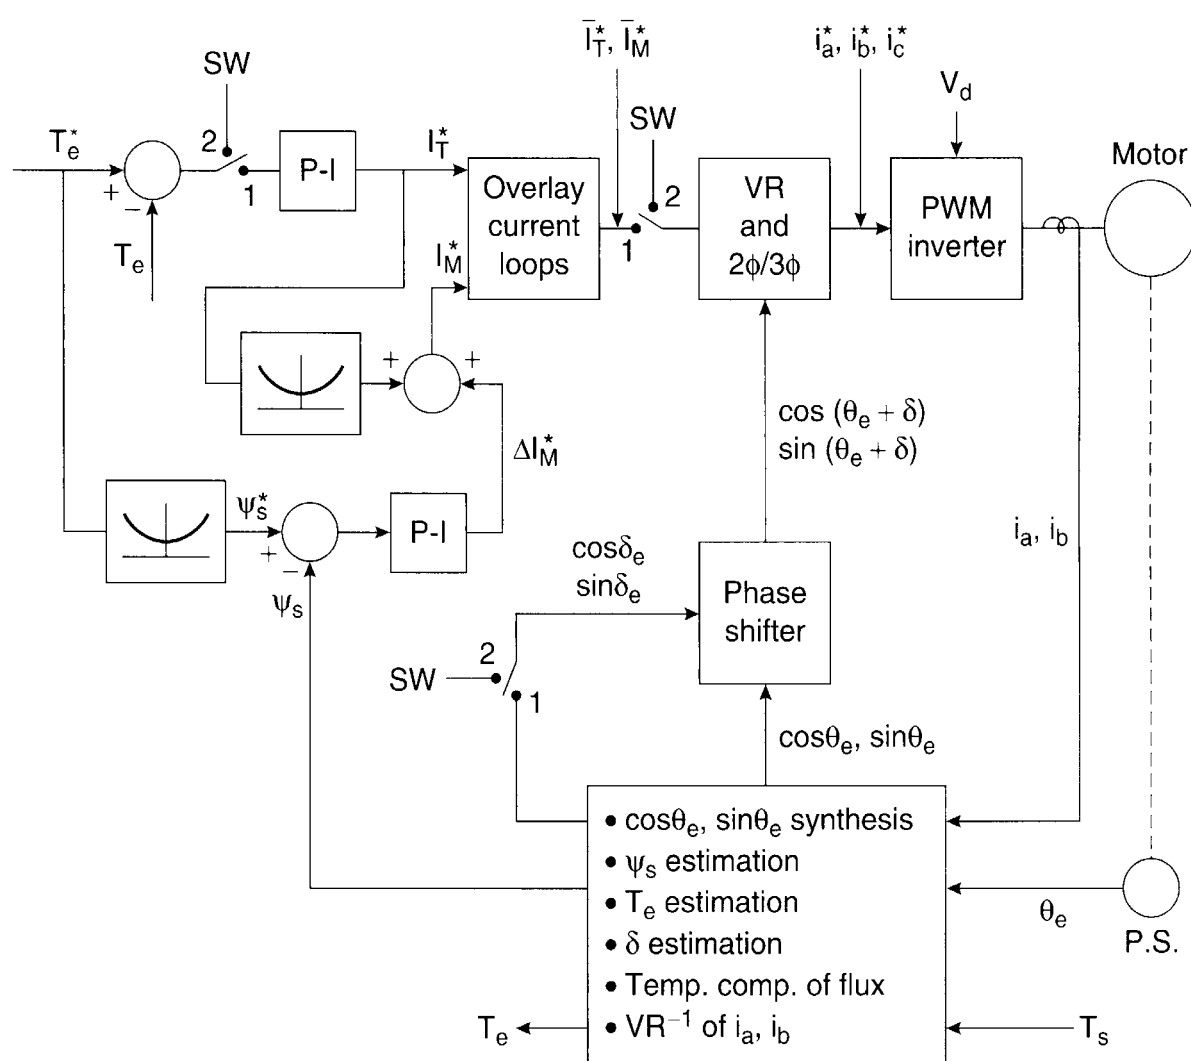 I̅*T, I̅*M
i*a, i*b, i*c
SW
SW
Vd
T*e
2
P-I
I*T
Motor
+
1
−
Te
Overlay
current
loops
2
1
VR
and
2ϕ/3ϕ
PWM
inverter
I*M
+
+
cos (θe + δ)
sin (θe + δ)
ΔI*M
ψ*s
+
−
P-I
ψs
ia, ib
cosδe
sinδe
Phase
shifter
SW
2
1
cosθe, sinθe
• cosθe, sinθe synthesis
• ψs estimation
• Te estimation
• δ estimation
• Temp. comp. of flux
• VR⁻¹ of ia, ib
θe
P.S.
Te
Ts